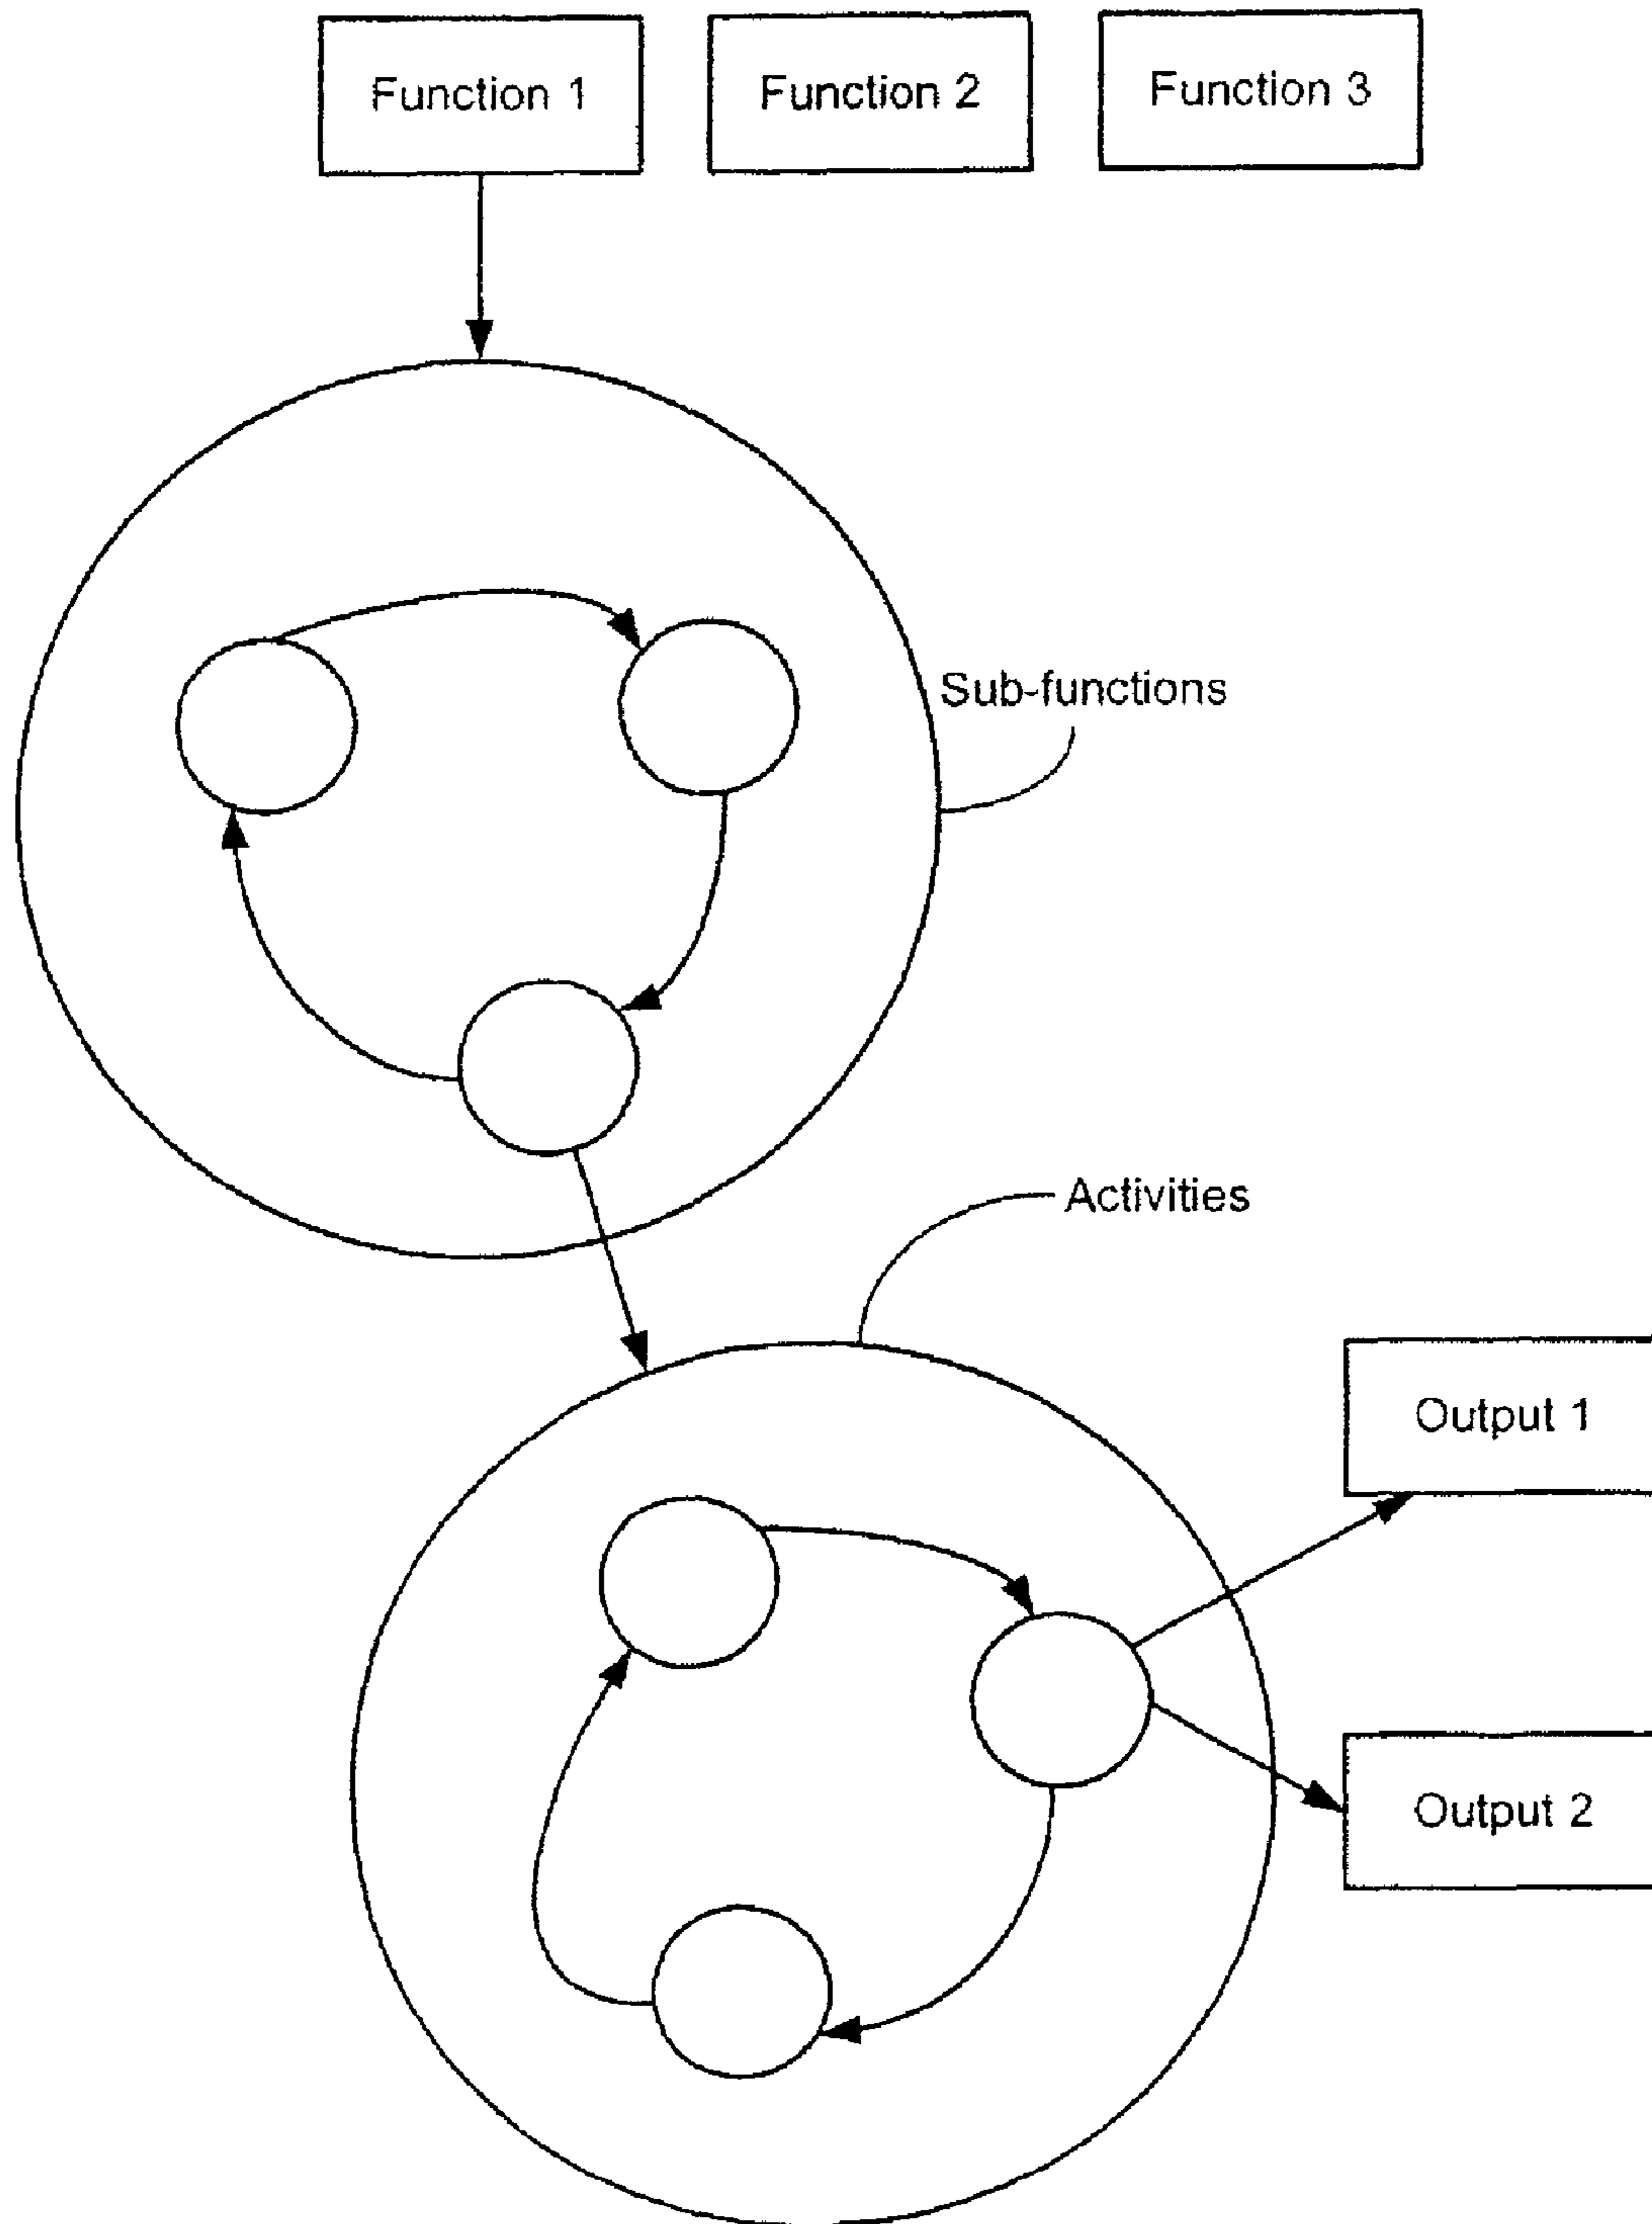 Function 1
Function 2
Function 3
Sub-functions
Activities
Output 1
Output 2